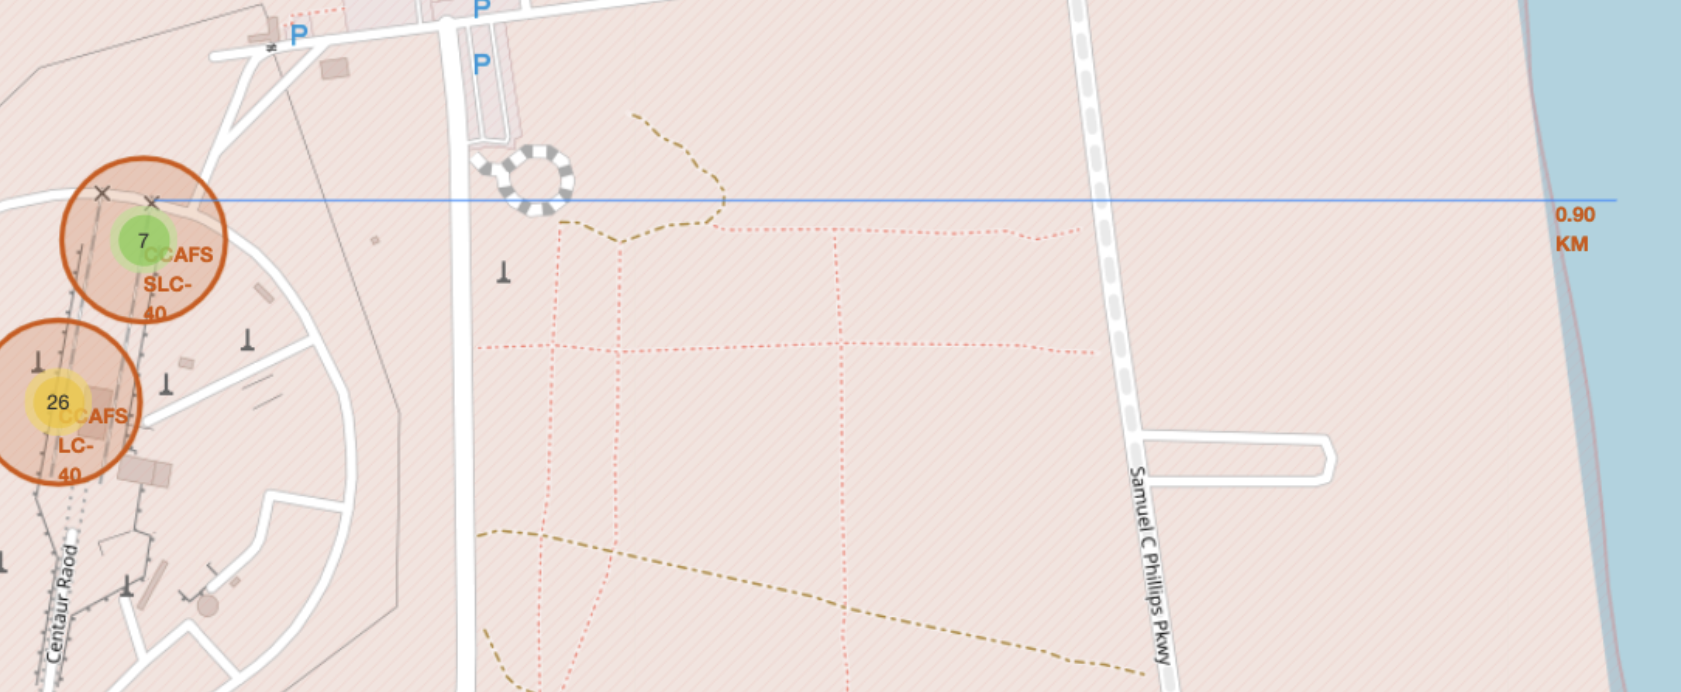 P
P
P
0.90
KM
7
CCAFS
SLC-
40
26
CCAFS
LC-
40
Samuel C Phillips Pkwy
Centaur Raod